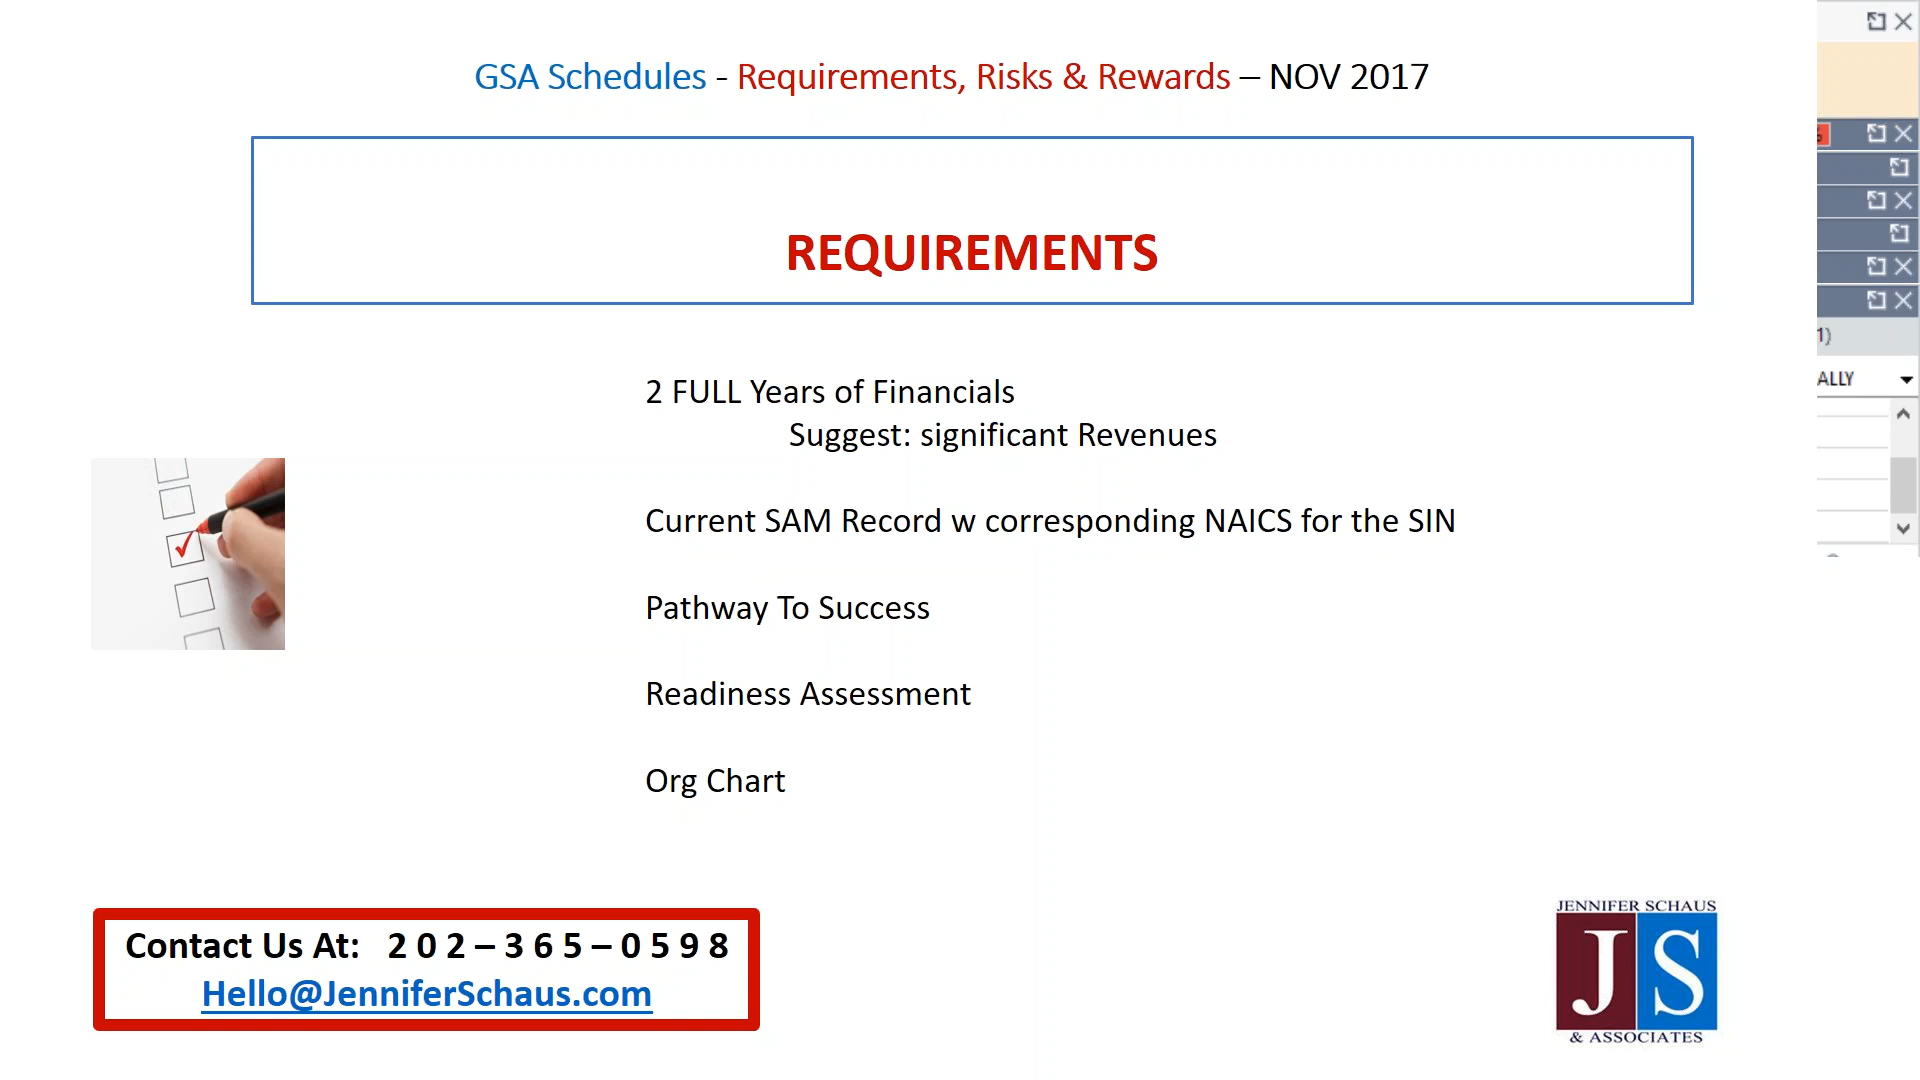 GSA Schedules - Requirements, Risks & Rewards – NOV 2017
REQUIREMENTS
2 FULL Years of Financials
Suggest: significant Revenues
Current SAM Record w corresponding NAICS for the SIN
Pathway To Success
Readiness Assessment
Org Chart
Contact Us At: 2 0 2 – 3 6 5 – 0 5 9 8
Hello@JenniferSchaus.com
JENNIFER SCHAUS
JS
& ASSOCIATES
1)
ALLY